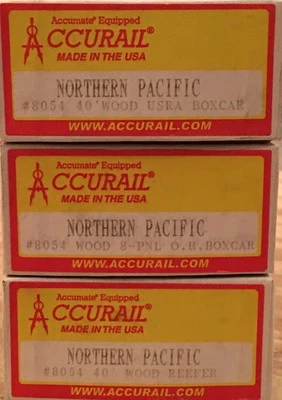 Accumate® Equipped
ACCURAIL®
MADE IN THE USA
NORTHERN PACIFIC
#8054 40' WOOD USRA BOXCAR
WWW.ACCURAIL.COM
Accumate® Equipped
ACCURAIL®
MADE IN THE USA
NORTHERN PACIFIC
#8054 WOOD 8-PNL O.B. BOXCAR
WWW.ACCURAIL.COM
Accumate® Equipped
ACCURAIL®
MADE IN THE USA
NORTHERN PACIFIC
#8054 40' WOOD REEFER
WWW.ACCURAIL.COM